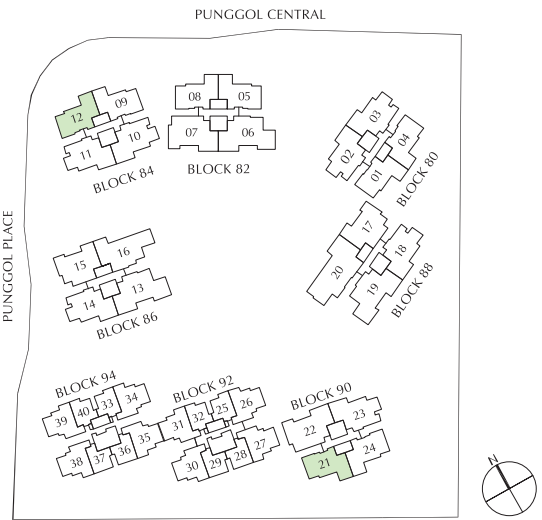 PUNGGOL CENTRAL
12 09
11 10
BLOCK 84
08 05
07 06
BLOCK 82
03 04
02 01
BLOCK 80
PUNGGOL PLACE
15 16
14 13
BLOCK 86
17 18
20 19
BLOCK 88
BLOCK 94
39 40 33 34
38 37 36 35
BLOCK 92
31 32 25 26
30 29 28 27
BLOCK 90
22 23
21 24
N